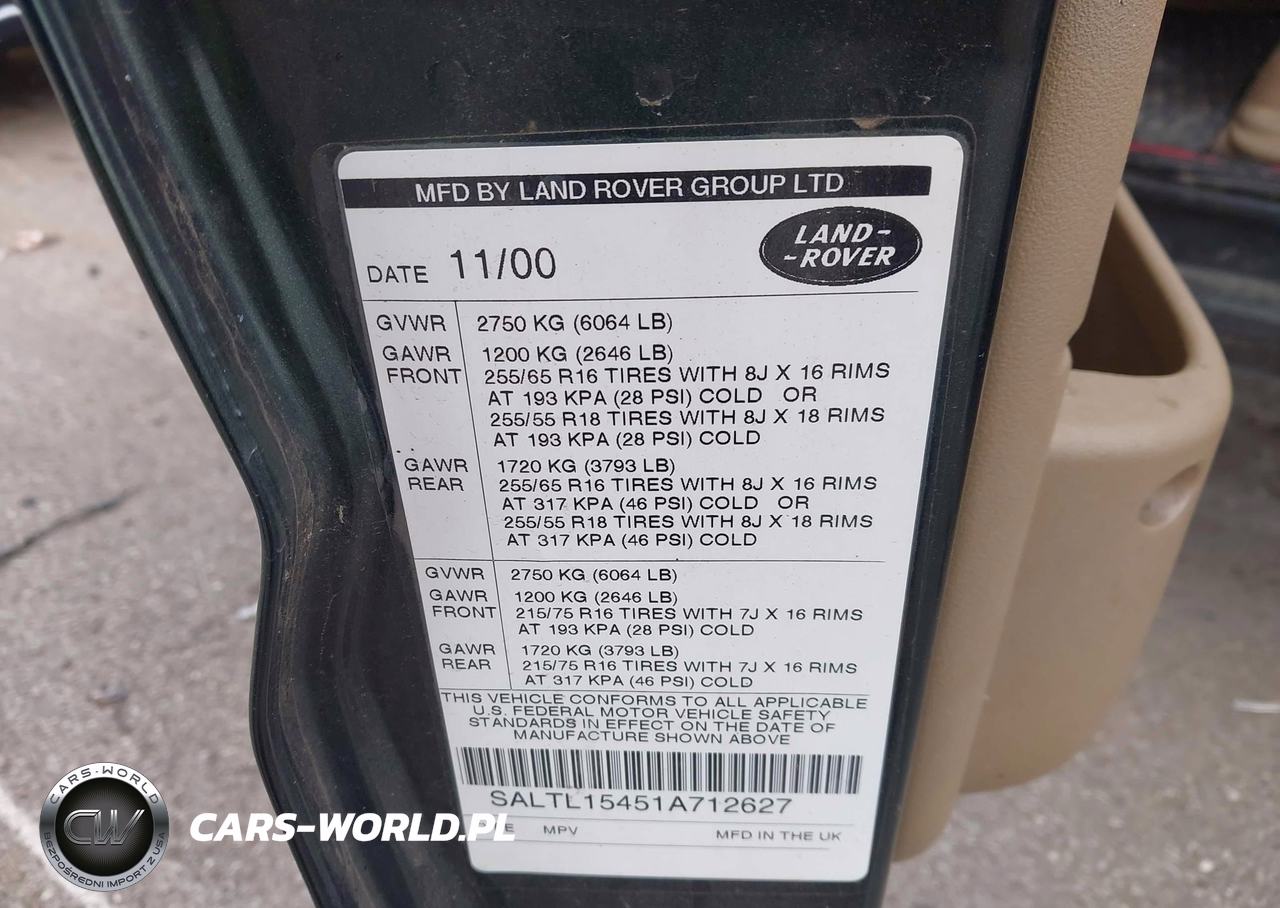 MFD BY LAND ROVER GROUP LTD
LAND-
-ROVER
DATE 11/00
GVWR 2750 KG (6064 LB)
GAWR 1200 KG (2646 LB)
FRONT 255/65 R16 TIRES WITH 8J X 16 RIMS
AT 193 KPA (28 PSI) COLD OR
255/55 R18 TIRES WITH 8J X 18 RIMS
AT 193 KPA (28 PSI) COLD
GAWR 1720 KG (3793 LB)
REAR 255/65 R16 TIRES WITH 8J X 16 RIMS
AT 317 KPA (46 PSI) COLD OR
255/55 R18 TIRES WITH 8J X 18 RIMS
AT 317 KPA (46 PSI) COLD
GVWR 2750 KG (6064 LB)
GAWR 1200 KG (2646 LB)
FRONT 215/75 R16 TIRES WITH 7J X 16 RIMS
AT 193 KPA (28 PSI) COLD
GAWR 1720 KG (3793 LB)
REAR 215/75 R16 TIRES WITH 7J X 16 RIMS
AT 317 KPA (46 PSI) COLD
THIS VEHICLE CONFORMS TO ALL APPLICABLE
U.S. FEDERAL MOTOR VEHICLE SAFETY
STANDARDS IN EFFECT ON THE DATE OF
MANUFACTURE SHOWN ABOVE
SALTL15451A712627
MPV MFD IN THE UK
CARS-WORLD
CW
BEZPOŚREDNI IMPORT Z USA
CARS-WORLD.PL